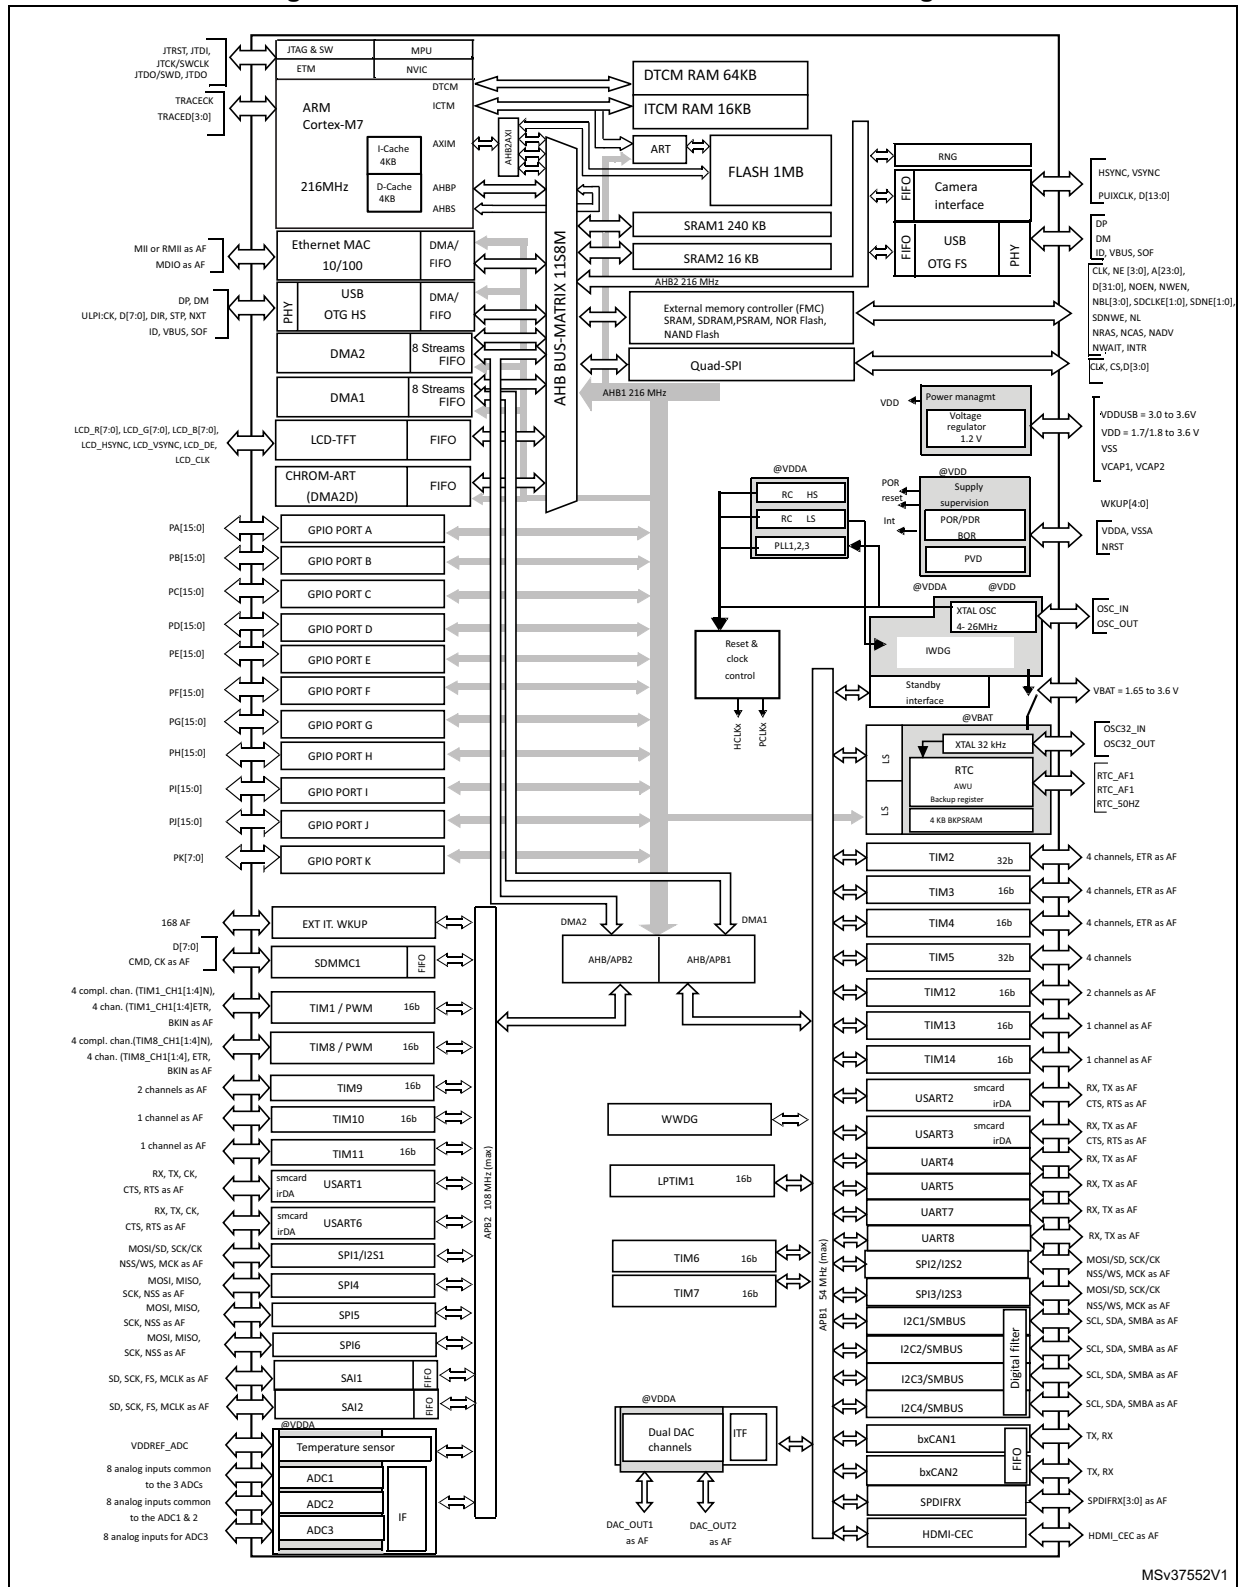 JTRST, JTDI,
JTCK/SWCLK
JTDO/SWD, JTDO
TRACECK
TRACED[3:0]
JTAG & SW
MPU
ETM
NVIC
ARM
Cortex-M7
216MHz
I-Cache
4KB
D-Cache
4KB
DTCM
ICTM
AXIM
AHBP
AHBS
AHB2AXI
DTCM RAM 64KB
ITCM RAM 16KB
ART
FLASH 1MB
SRAM1 240 KB
SRAM2 16 KB
AHB2 216 MHz
External memory controller (FMC)
SRAM, SDRAM,PSRAM, NOR Flash,
NAND Flash
Quad-SPI
AHB1 216 MHz
AHB BUS-MATRIX 11S8M
RNG
FIFO
Camera
interface
HSYNC, VSYNC
PUIXCLK, D[13:0]
FIFO
USB
OTG FS
PHY
DP
DM
ID, VBUS, SOF
CLK, NE [3:0], A[23:0],
D[31:0], NOEN, NWEN,
NBL[3:0], SDCLKE[1:0], SDNE[1:0],
SDNWE, NL
NRAS, NCAS, NADV
NWAIT, INTR
CLK, CS,D[3:0]
MII or RMII as AF
MDIO as AF
Ethernet MAC
10/100
DMA/
FIFO
DP, DM
ULPI:CK, D[7:0], DIR, STP, NXT
ID, VBUS, SOF
PHY
USB
OTG HS
DMA/
FIFO
DMA2
8 Streams
FIFO
DMA1
8 Streams
FIFO
LCD_R[7:0], LCD_G[7:0], LCD_B[7:0],
LCD_HSYNC, LCD_VSYNC, LCD_DE,
LCD_CLK
LCD-TFT
FIFO
CHROM-ART
(DMA2D)
FIFO
VDD
Power managmt
Voltage
regulator
1.2 V
VDDUSB = 3.0 to 3.6V
VDD = 1.7/1.8 to 3.6 V
VSS
VCAP1, VCAP2
@VDDA
RC HS
RC LS
PLL1,2,3
@VDD
POR
reset
Int
Supply
supervision
POR/PDR
BOR
PVD
WKUP[4:0]
VDDA, VSSA
NRST
@VDDA
@VDD
XTAL OSC
4- 26MHz
IWDG
OSC_IN
OSC_OUT
Standby
interface
VBAT = 1.65 to 3.6 V
Reset &
clock
control
HCLKx
PCLKx
@VBAT
LS
LS
XTAL 32 kHz
RTC
AWU
Backup register
4 KB BKPSRAM
OSC32_IN
OSC32_OUT
RTC_AF1
RTC_AF1
RTC_50HZ
PA[15:0]
GPIO PORT A
PB[15:0]
GPIO PORT B
PC[15:0]
GPIO PORT C
PD[15:0]
GPIO PORT D
PE[15:0]
GPIO PORT E
PF[15:0]
GPIO PORT F
PG[15:0]
GPIO PORT G
PH[15:0]
GPIO PORT H
PI[15:0]
GPIO PORT I
PJ[15:0]
GPIO PORT J
PK[7:0]
GPIO PORT K
DMA2
DMA1
AHB/APB2
AHB/APB1
168 AF
EXT IT. WKUP
D[7:0]
CMD, CK as AF
SDMMC1
FIFO
4 compl. chan. (TIM1_CH1[1:4]N),
4 chan. (TIM1_CH1[1:4]ETR,
BKIN as AF
TIM1 / PWM 16b
4 compl. chan.(TIM8_CH1[1:4]N),
4 chan. (TIM8_CH1[1:4], ETR,
BKIN as AF
TIM8 / PWM 16b
2 channels as AF
TIM9 16b
1 channel as AF
TIM10 16b
1 channel as AF
TIM11 16b
RX, TX, CK,
CTS, RTS as AF
smcard
irDA
USART1
RX, TX, CK,
CTS, RTS as AF
smcard
irDA
USART6
MOSI/SD, SCK/CK
NSS/WS, MCK as AF
SPI1/I2S1
MOSI, MISO,
SCK, NSS as AF
SPI4
MOSI, MISO,
SCK, NSS as AF
SPI5
MOSI, MISO,
SCK, NSS as AF
SPI6
SD, SCK, FS, MCLK as AF
SAI1
FIFO
SD, SCK, FS, MCLK as AF
SAI2
FIFO
@VDDA
VDDREF_ADC
Temperature sensor
8 analog inputs common
to the 3 ADCs
ADC1
8 analog inputs common
to the ADC1 & 2
ADC2
8 analog inputs for ADC3
ADC3
IF
APB2 108 MHz (max)
WWDG
LPTIM1 16b
TIM6 16b
TIM7 16b
@VDDA
Dual DAC
channels
ITF
DAC_OUT1
as AF
DAC_OUT2
as AF
APB1 54 MHz (max)
TIM2 32b
4 channels, ETR as AF
TIM3 16b
4 channels, ETR as AF
TIM4 16b
4 channels, ETR as AF
TIM5 32b
4 channels
TIM12 16b
2 channels as AF
TIM13 16b
1 channel as AF
TIM14 16b
1 channel as AF
USART2
smcard
irDA
RX, TX as AF
CTS, RTS as AF
USART3
smcard
irDA
RX, TX as AF
CTS, RTS as AF
UART4
RX, TX as AF
UART5
RX, TX as AF
UART7
RX, TX as AF
UART8
RX, TX as AF
SPI2/I2S2
MOSI/SD, SCK/CK
NSS/WS, MCK as AF
SPI3/I2S3
MOSI/SD, SCK/CK
NSS/WS, MCK as AF
I2C1/SMBUS
SCL, SDA, SMBA as AF
I2C2/SMBUS
SCL, SDA, SMBA as AF
I2C3/SMBUS
SCL, SDA, SMBA as AF
I2C4/SMBUS
SCL, SDA, SMBA as AF
Digital filter
bxCAN1
TX, RX
bxCAN2
TX, RX
FIFO
SPDIFRX
SPDIFRX[3:0] as AF
HDMI-CEC
HDMI_CEC as AF
MSv37552V1